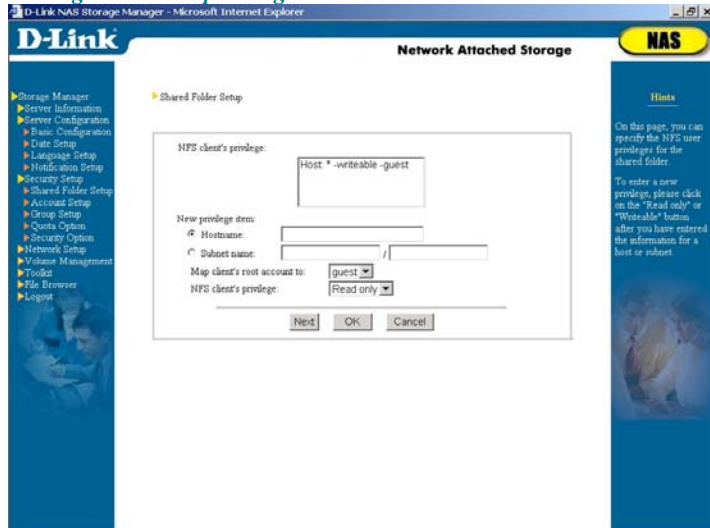 D-Link NAS Storage Manager - Microsoft Internet Explorer
D-Link
Network Attached Storage
NAS
Storage Manager
Server Information
Server Configuration
Basic Configuration
Date Setup
Language Setup
Notification Setup
Security Setup
Shared Folder Setup
Account Setup
Group Setup
Quota Option
Security Option
Network Setup
Volume Management
Toolkit
File Browser
Logout
Shared Folder Setup
NFS client's privilege:
Host: * -writeable -guest
New privilege item:
Hostname:
Subnet name: /
Map client's root account to: guest
NFS client's privilege: Read only
Next OK Cancel
Hints
On this page, you can
specify the NFS user
privileges for the
shared folder.
To enter a new
privilege, please click
on the "Read only" or
"Writeable" button
after you have entered
the information for a
host or subnet.